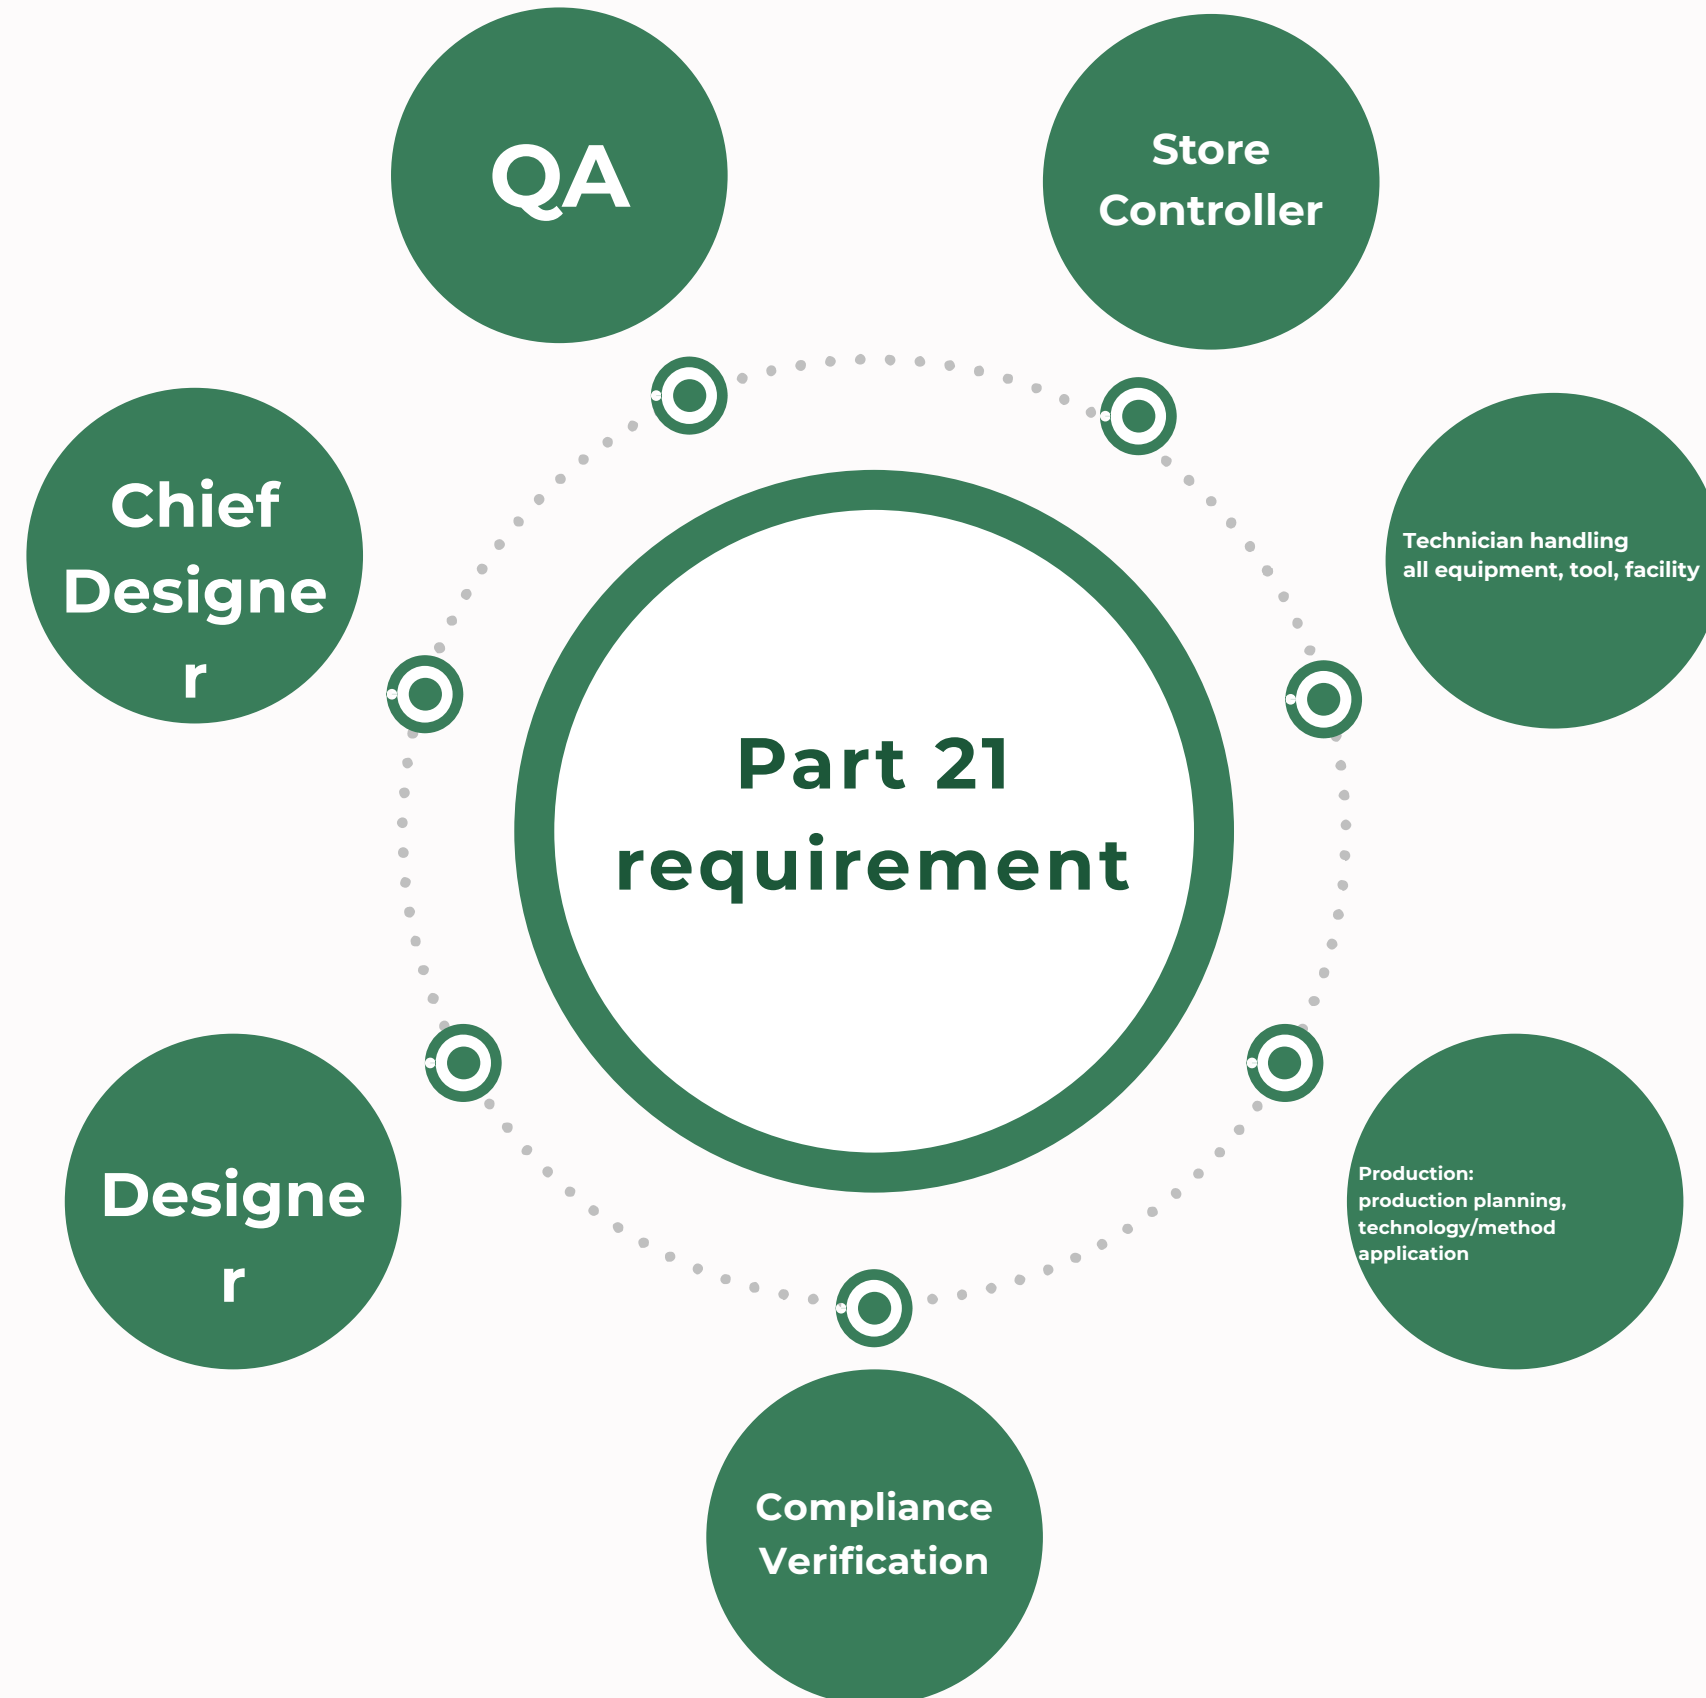 QA
Store
Controller
Chief
Designe
r
Technician handling
all equipment, tool, facility
Part 21
requirement
Designe
r
Production:
production planning,
technology/method
application
Compliance
Verification